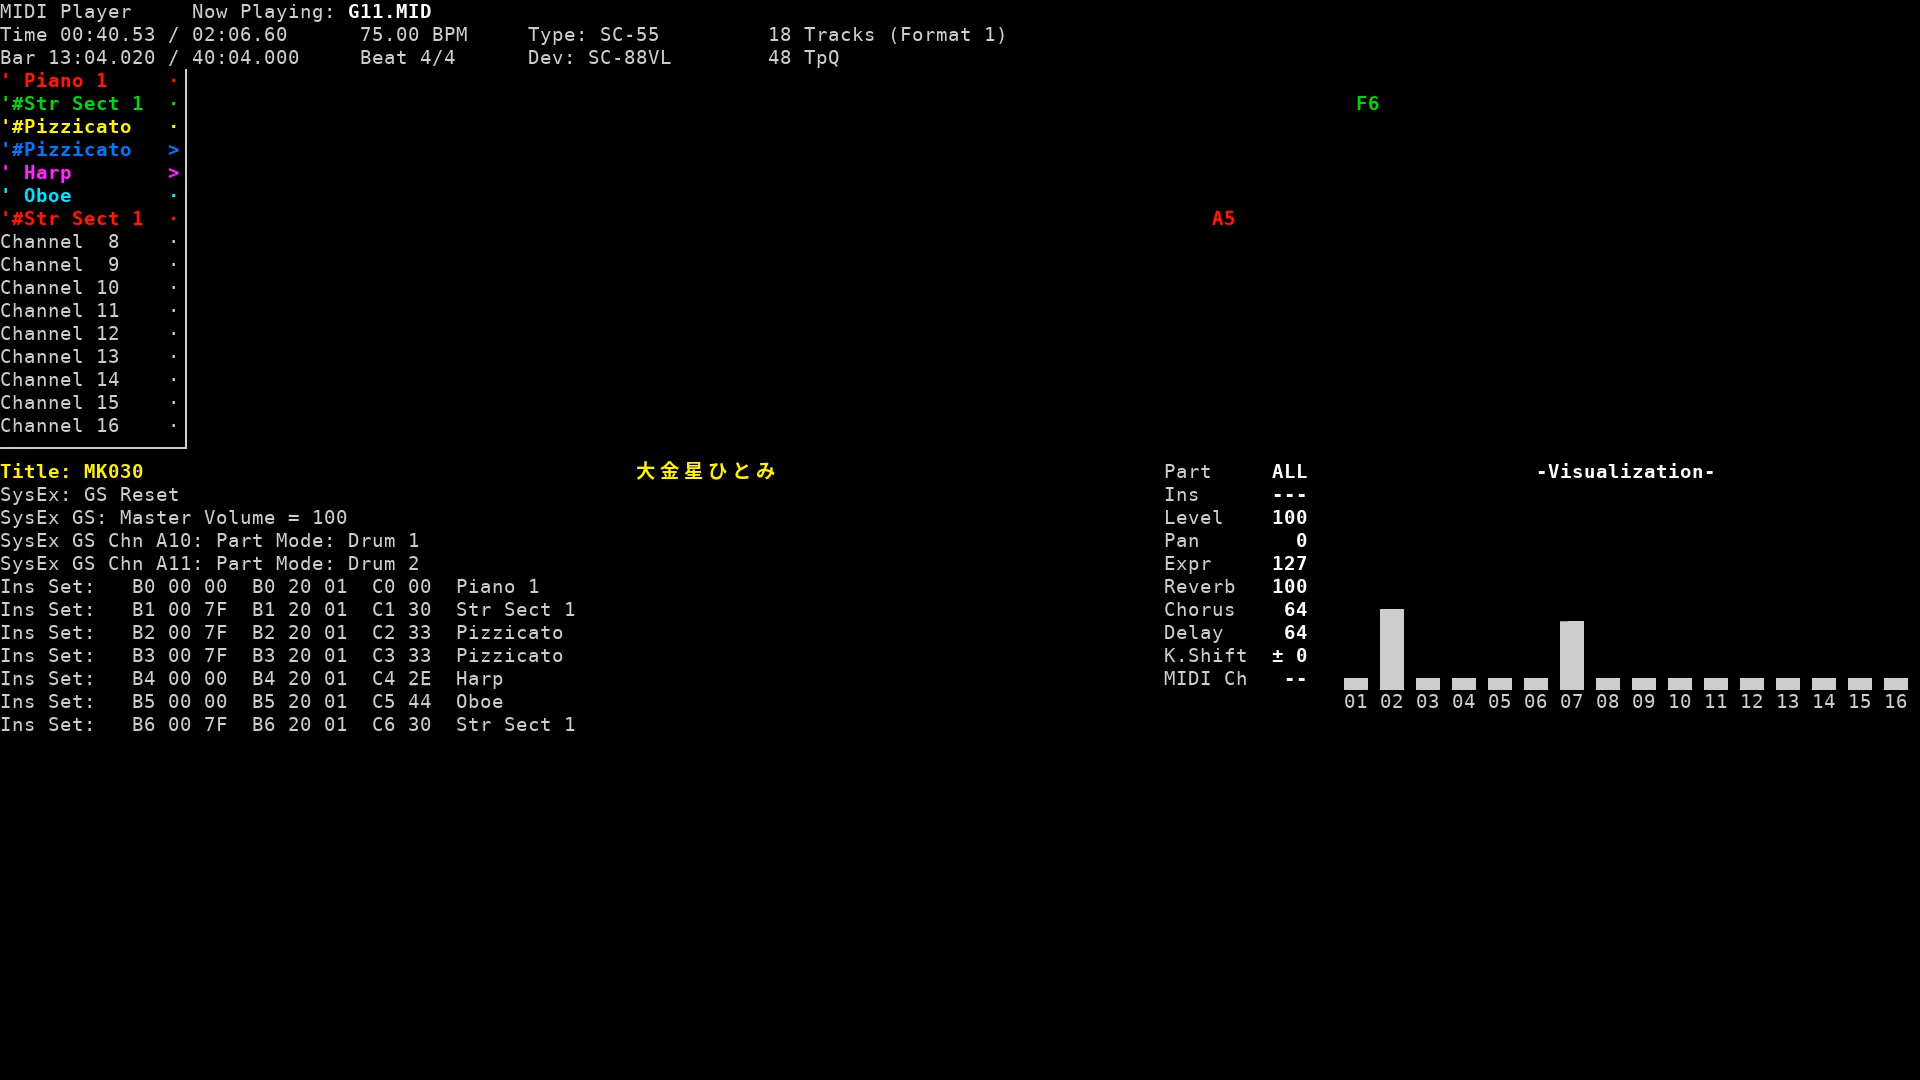 MIDI Player Now Playing: G11.MID
Time 00:40.53 / 02:06.60 75.00 BPM Type: SC-55 18 Tracks (Format 1)
Bar 13:04.020 / 40:04.000 Beat 4/4 Dev: SC-88VL 48 TpQ
' Piano 1 ·
'#Str Sect 1 · F6
'#Pizzicato ·
'#Pizzicato >
' Harp >
' Oboe ·
'#Str Sect 1 · A5
Channel 8 ·
Channel 9 ·
Channel 10 ·
Channel 11 ·
Channel 12 ·
Channel 13 ·
Channel 14 ·
Channel 15 ·
Channel 16 ·
Title: MK030 大金星ひとみ
SysEx: GS Reset
SysEx GS: Master Volume = 100
SysEx GS Chn A10: Part Mode: Drum 1
SysEx GS Chn A11: Part Mode: Drum 2
Ins Set: B0 00 00 B0 20 01 C0 00 Piano 1
Ins Set: B1 00 7F B1 20 01 C1 30 Str Sect 1
Ins Set: B2 00 7F B2 20 01 C2 33 Pizzicato
Ins Set: B3 00 7F B3 20 01 C3 33 Pizzicato
Ins Set: B4 00 00 B4 20 01 C4 2E Harp
Ins Set: B5 00 00 B5 20 01 C5 44 Oboe
Ins Set: B6 00 7F B6 20 01 C6 30 Str Sect 1
Part ALL
Ins ---
Level 100
Pan 0
Expr 127
Reverb 100
Chorus 64
Delay 64
K.Shift ± 0
MIDI Ch --
-Visualization-
01 02 03 04 05 06 07 08 09 10 11 12 13 14 15 16